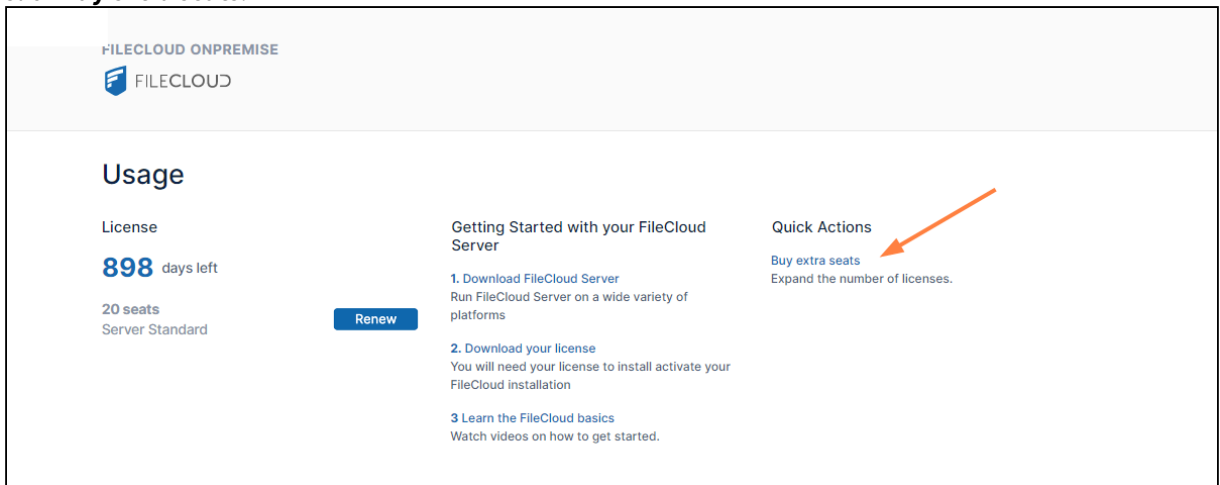 FILECLOUD ONPREMISE
FILECLOUD
Usage
License
898 days left
20 seats
Server Standard
Renew
Getting Started with your FileCloud
Server
1. Download FileCloud Server
Run FileCloud Server on a wide variety of
platforms
2. Download your license
You will need your license to install activate your
FileCloud installation
3 Learn the FileCloud basics
Watch videos on how to get started.
Quick Actions
Buy extra seats
Expand the number of licenses.